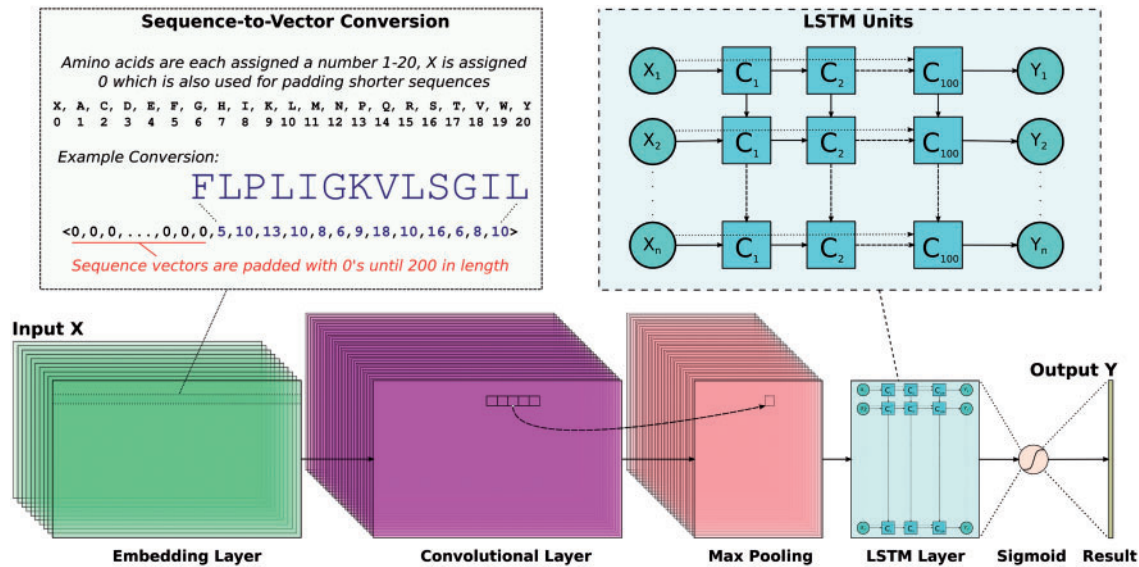 Sequence-to-Vector Conversion
Amino acids are each assigned a number 1-20, X is assigned
0 which is also used for padding shorter sequences
X, A, C, D, E, F, G, H, I, K, L, M, N, P, Q, R, S, T, V, W, Y
0 1 2 3 4 5 6 7 8 9 10 11 12 13 14 15 16 17 18 19 20
Example Conversion:
FLPLIGKVLSGIL
<0,0,0,...,0,0,0,5,10,13,10,8,6,9,18,10,16,6,8,10>
Sequence vectors are padded with 0's until 200 in length
LSTM Units
X1 C1 C2 C100 Y1
X2 C1 C2 C100 Y2
Xn C1 C2 C100 Yn
Input X
Output Y
Embedding Layer
Convolutional Layer
Max Pooling
LSTM Layer
Sigmoid
Result